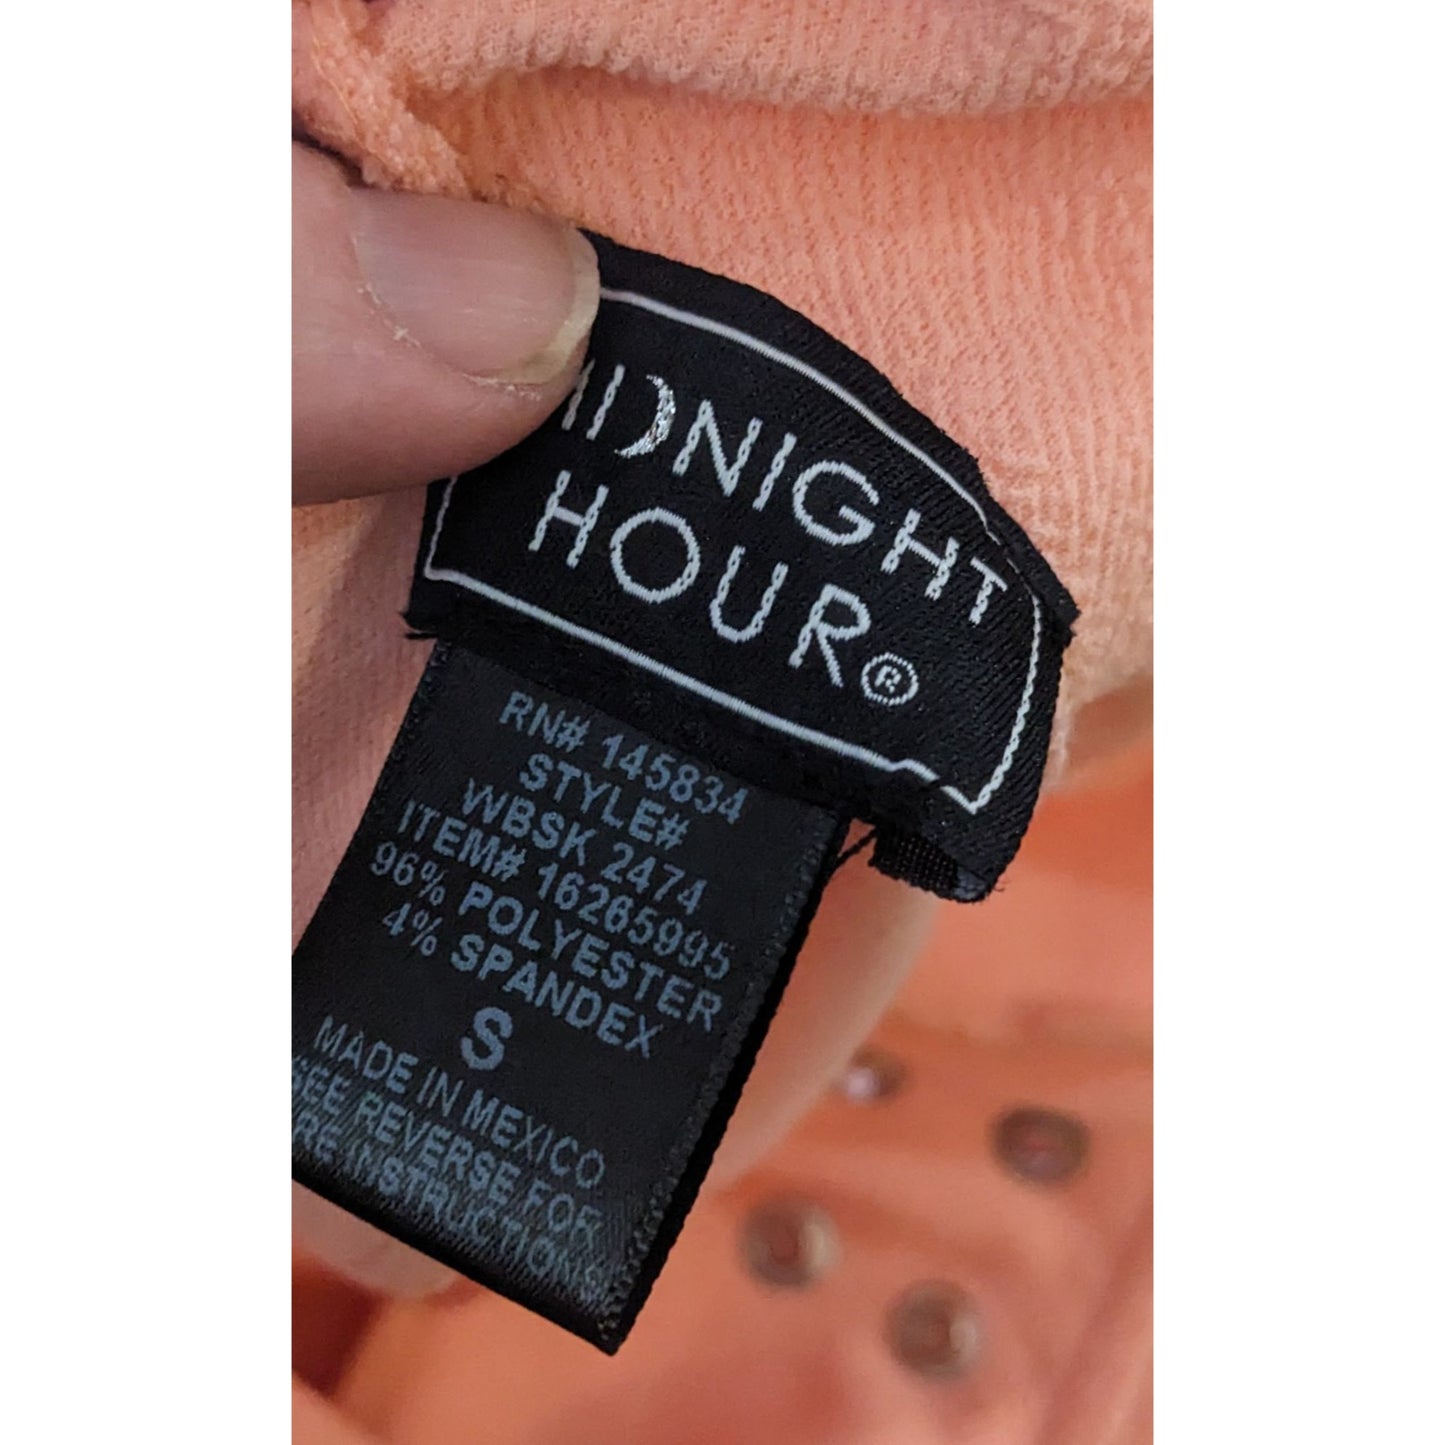 MIDNIGHT
HOUR®
RN# 145834
STYLE#
WBSK 2474
ITEM# 16265995
96% POLYESTER
4% SPANDEX
S
MADE IN MEXICO
SEE REVERSE FOR
INSTRUCTIONS